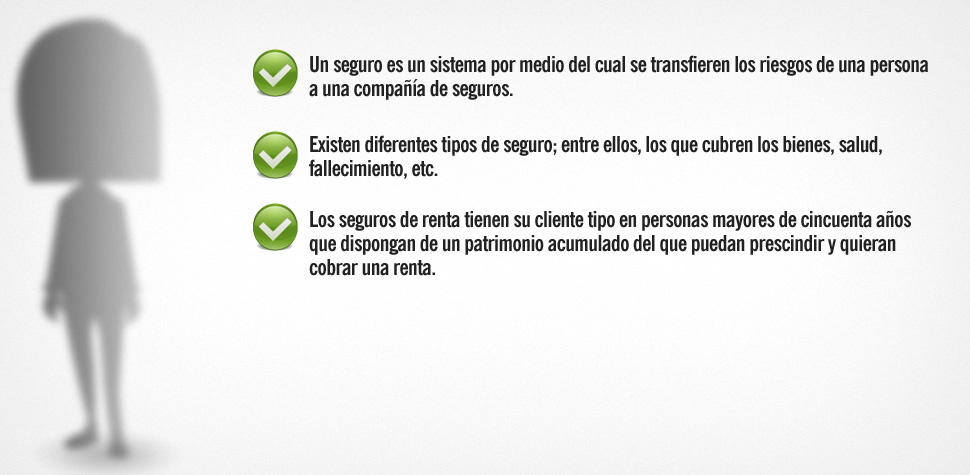 Un seguro es un sistema por medio del cual se transfieren los riesgos de una persona
a una compañía de seguros.
Existen diferentes tipos de seguro; entre ellos, los que cubren los bienes, salud,
fallecimiento, etc.
Los seguros de renta tienen su cliente tipo en personas mayores de cincuenta años
que dispongan de un patrimonio acumulado del que puedan prescindir y quieran
cobrar una renta.